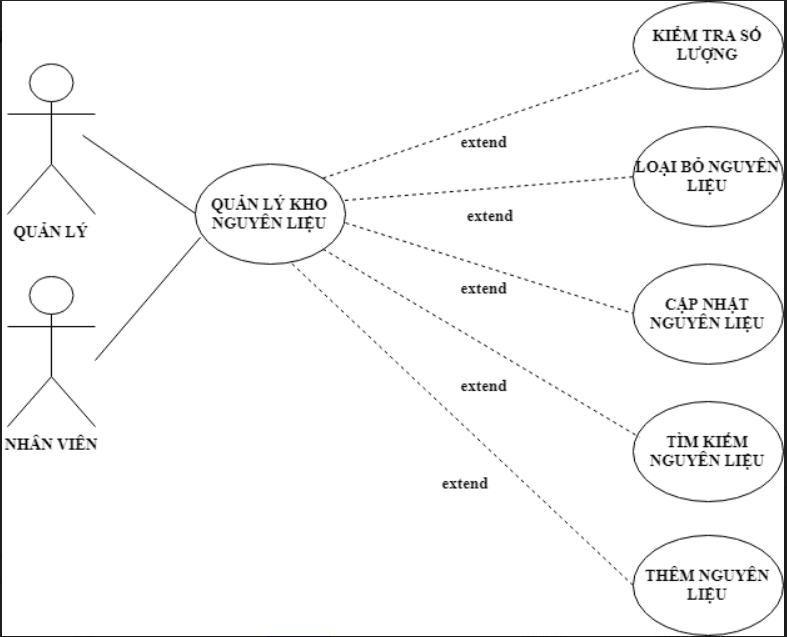 KIỂM TRA SỐ
LƯỢNG
extend
LOẠI BỎ NGUYÊN
LIỆU
QUẢN LÝ KHO
NGUYÊN LIỆU
extend
QUẢN LÝ
extend
CẬP NHẬT
NGUYÊN LIỆU
extend
NHÂN VIÊN
TÌM KIẾM
NGUYÊN LIỆU
extend
THÊM NGUYÊN
LIỆU